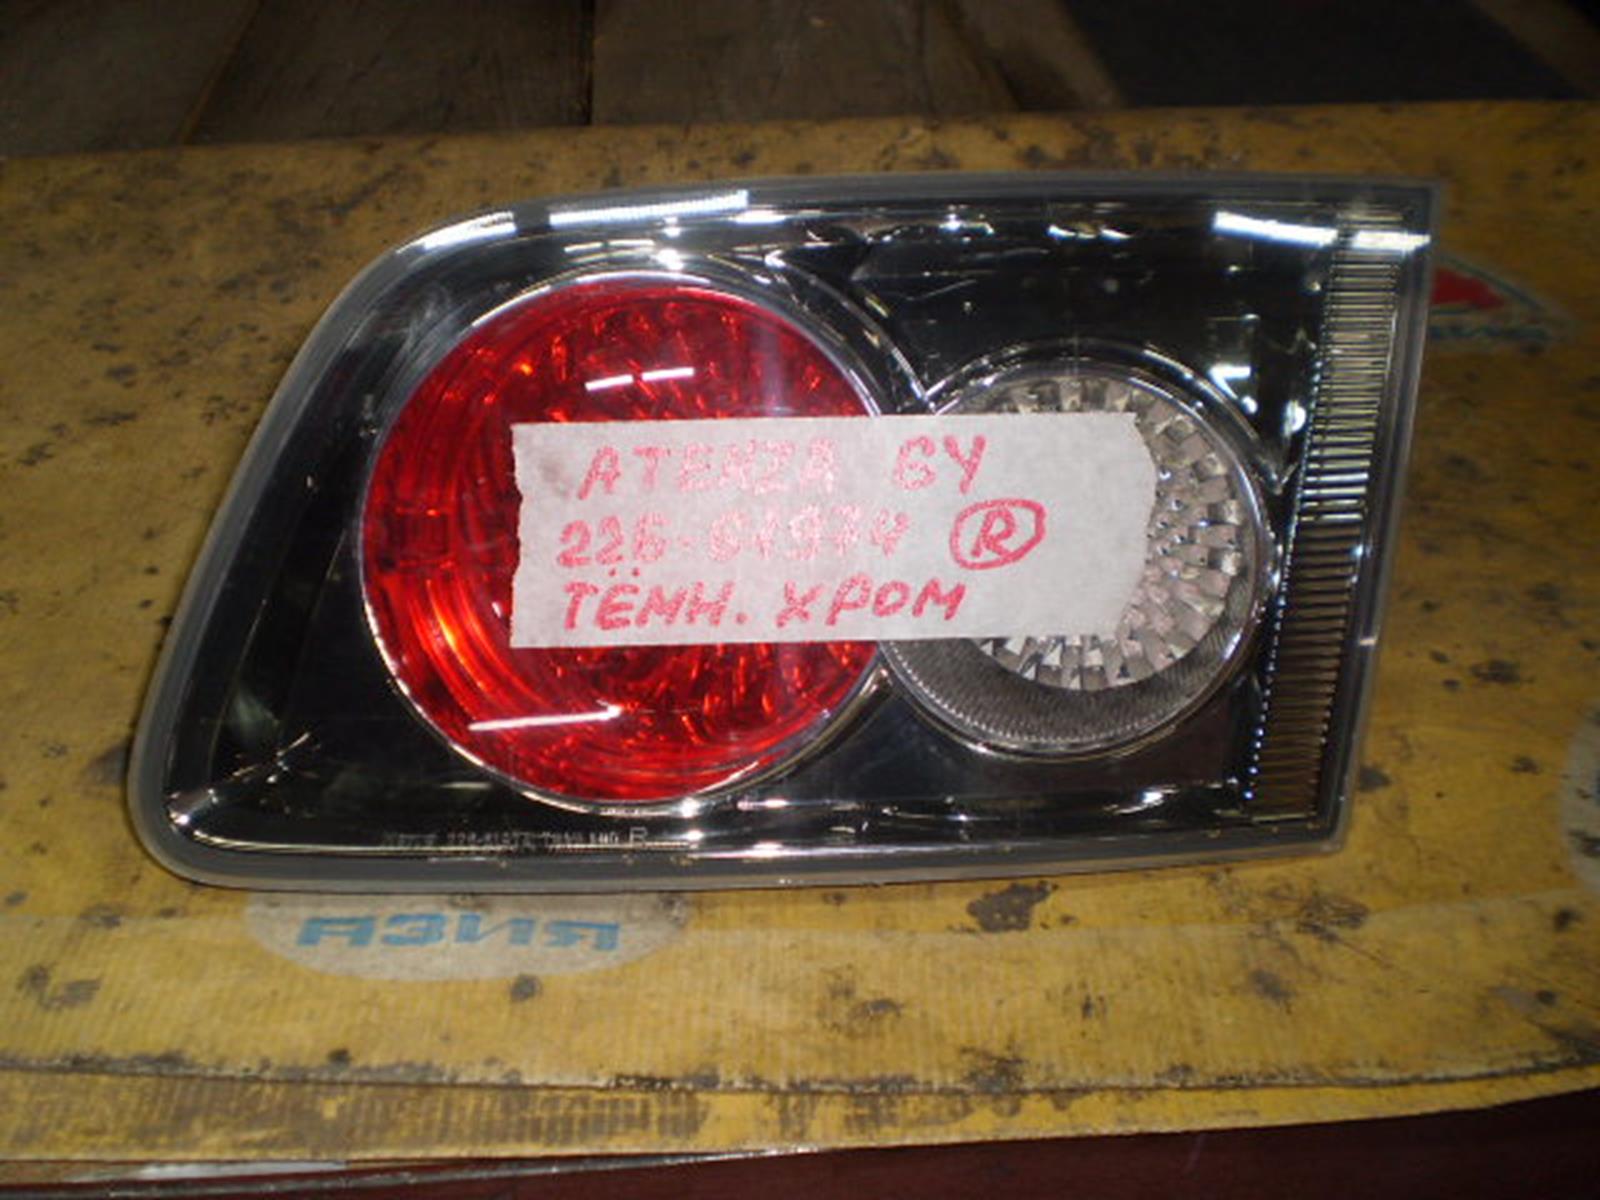 ATENZA GY
226-61974 R
ТЁМН. ХРОМ
R
АЗИЯ